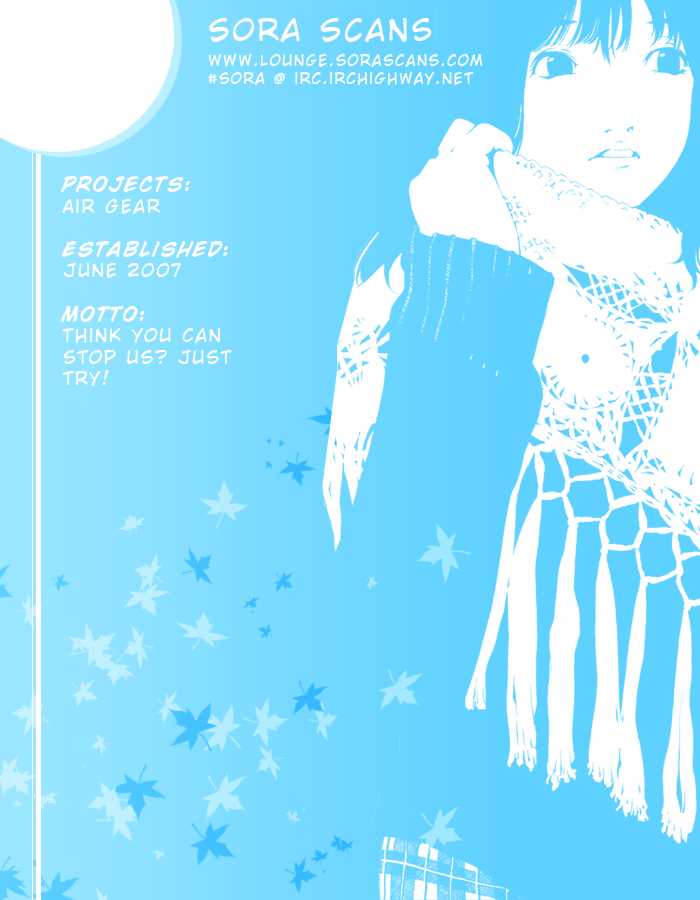 SORA SCANS
WWW.LOUNGE.SORASCANS.COM
#SORA @ IRC.IRCHIGHWAY.NET
PROJECTS:
AIR GEAR
ESTABLISHED:
JUNE 2007
MOTTO:
THINK YOU CAN
STOP US? JUST
TRY!